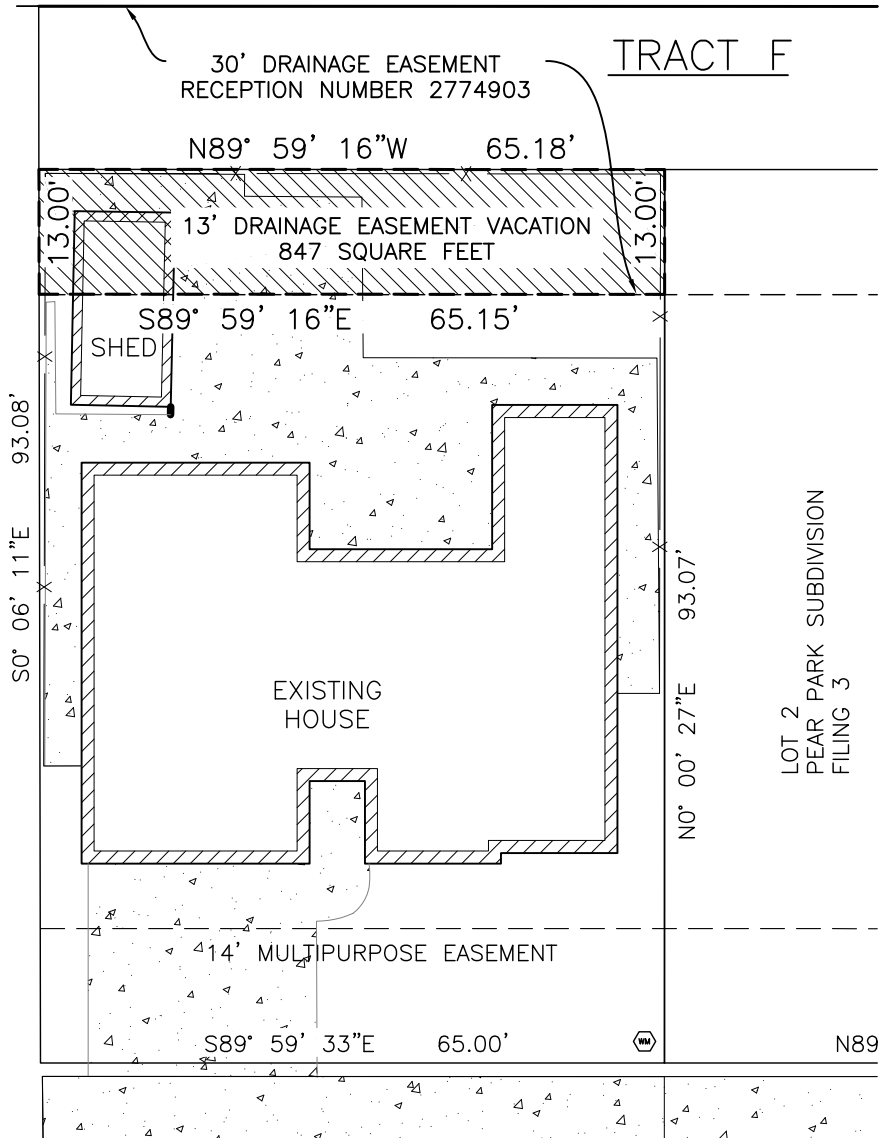 TRACT F
30' DRAINAGE EASEMENT
RECEPTION NUMBER 2774903
N89° 59' 16"W 65.18'
13.00'
13' DRAINAGE EASEMENT VACATION
847 SQUARE FEET
13.00'
S89° 59' 16"E 65.15'
SHED
S0° 06' 11"E 93.08'
N0° 00' 27"E 93.07'
LOT 2
PEAR PARK SUBDIVISION
FILING 3
EXISTING
HOUSE
14' MULTIPURPOSE EASEMENT
S89° 59' 33"E 65.00'
WM
N89